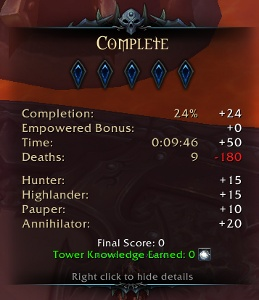 Complete
Completion: 24% +24
Empowered Bonus: +0
Time: 0:09:46 +50
Deaths: 9 -180
Hunter: +15
Highlander: +15
Pauper: +10
Annihilator: +20
Final Score: 0
Tower Knowledge Earned: 0
Right click to hide details